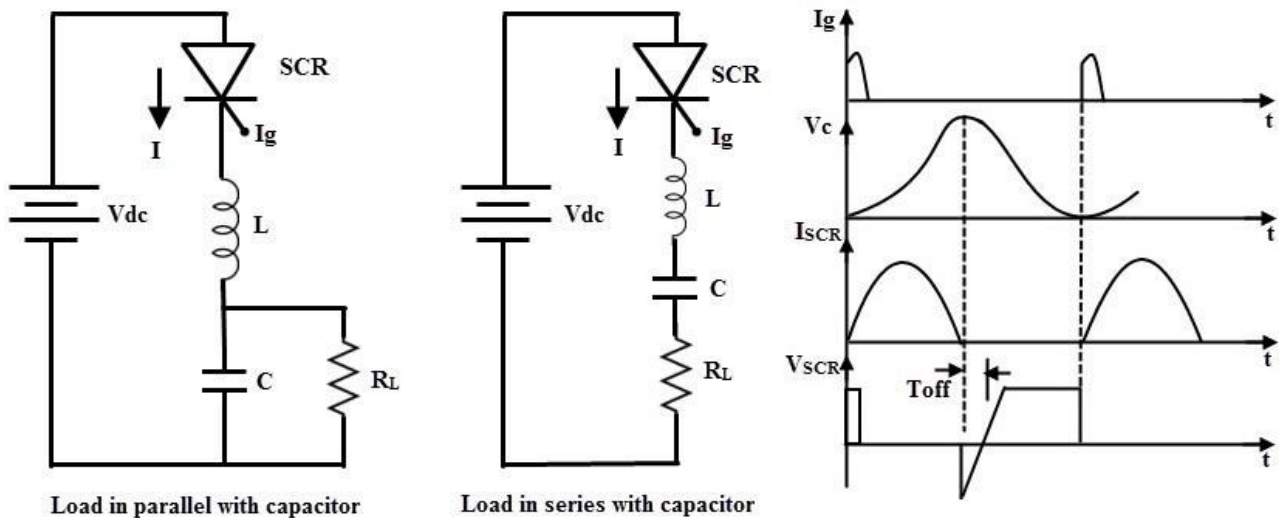 SCR
I
Ig
Vdc
L
C
RL
Load in parallel with capacitor
SCR
I
Ig
Vdc
L
C
RL
Load in series with capacitor
Ig
t
Vc
t
ISCR
t
VSCR
Toff
t